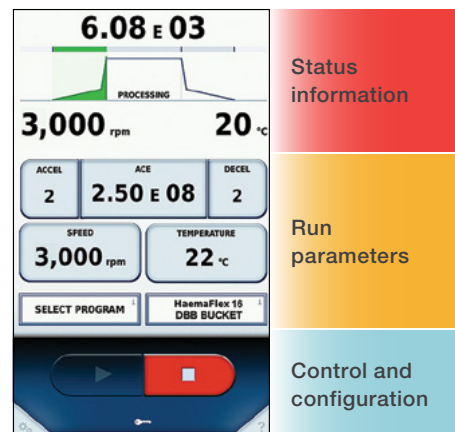 6.08 E 03
PROCESSING
3,000 rpm 20 °C
ACCEL ACE DECEL
2 2.50 E 08 2
SPEED TEMPERATURE
3,000 rpm 22 °C
SELECT PROGRAM i HaemaFlex 16 i
DBB BUCKET
?
Status
information
Run
parameters
Control and
configuration